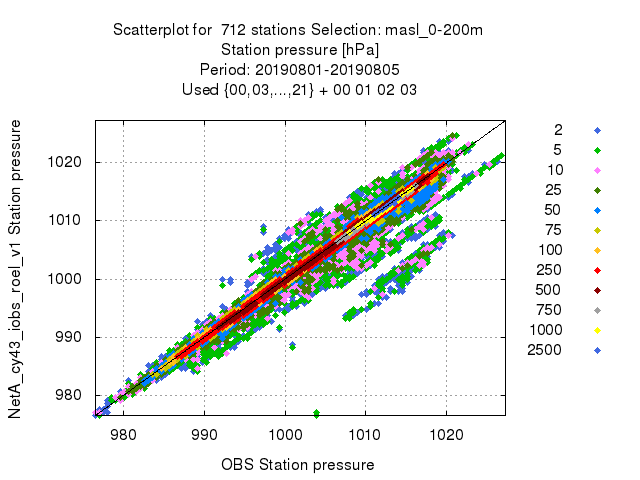 Scatterplot for 712 stations Selection: masl_0-200m
Station pressure [hPa]
Period: 20190801-20190805
Used {00,03,...,21} + 00 01 02 03
NetA_cy43_iobs_roel_v1 Station pressure
1020
1010
1000
990
980
980 990 1000 1010 1020
OBS Station pressure
2
5
10
25
50
75
100
250
500
750
1000
2500